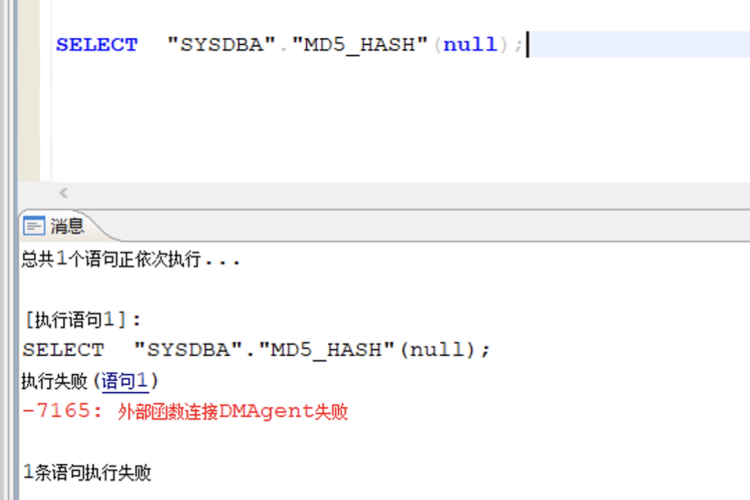 SELECT  "SYSDBA"."MD5_HASH"(null);
消息
总共1个语句正依次执行...
[执行语句1]:
SELECT  "SYSDBA"."MD5_HASH"(null);
执行失败(语句1)
-7165: 外部函数连接DMAgent失败
1条语句执行失败